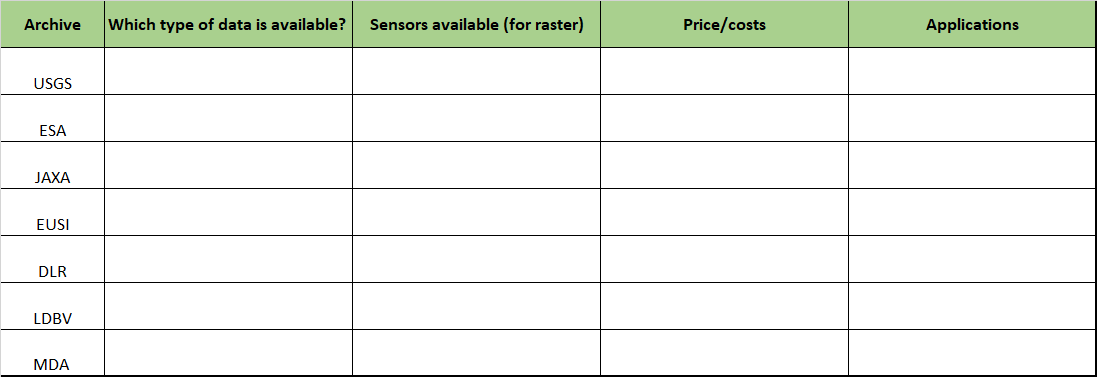 Archive Which type of data is available? Sensors available (for raster) Price/costs Applications
USGS
ESA
JAXA
EUSI
DLR
LDBV
MDA